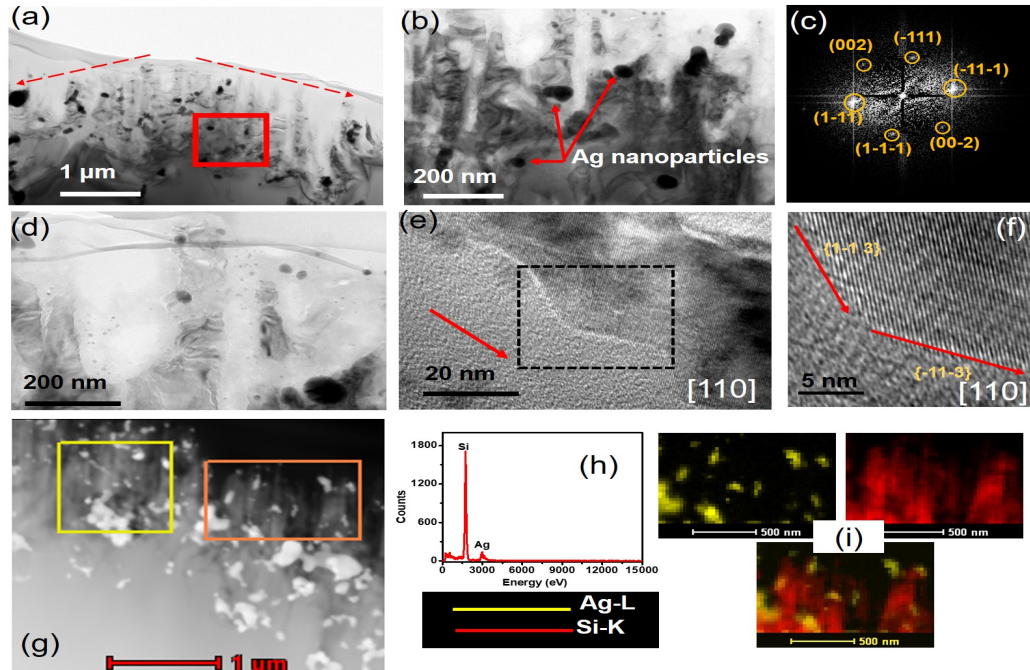 (a)
1 µm
(b)
Ag nanoparticles
200 nm
(c)
(002)
(-111)
(-11-1)
(1-11)
(1-1-1)
(00-2)
(d)
200 nm
(e)
20 nm
[110]
(f)
{1-1 3}
{-11-3}
5 nm
[110]
(g)
1 µm
(h)
1800
1200
600
0
Counts
Si
Ag
0 3000 6000 9000 12000 15000
Energy (eV)
Ag-L
Si-K
500 nm
500 nm
(i)
500 nm